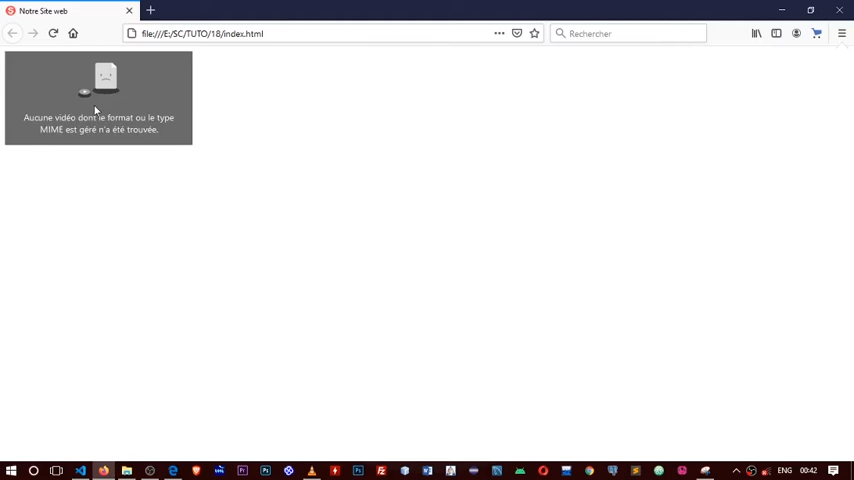 Notre Site web
file:///E:/SC/TUTO/18/index.html
Rechercher
Aucune vidéo dont le format ou le type
MIME est géré n'a été trouvée.
ENG 00:42